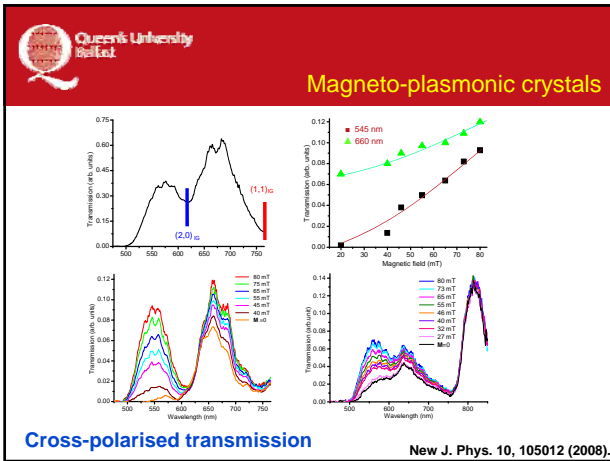 Queen's University
Belfast
Magneto-plasmonic crystals
Transmission (arb. units)
0.75
0.60
0.45
0.30
0.15
0.00
(2,0) IG
(1,1)IG
500 550 600 650 700 750
Transmission (arb. units)
0.12
0.10
0.08
0.06
0.04
0.02
0.00
545 nm
660 nm
20 30 40 50 60 70 80
Magnetic field (mT)
Transmission (arb. units)
0.12
0.10
0.08
0.06
0.04
0.02
0.00
80 mT
75 mT
65 mT
55 mT
45 mT
40 mT
M =0
500 550 600 650 700 750
Wavelength (nm)
Transmission (arb.units)
0.14
0.12
0.10
0.08
0.06
0.04
0.02
0.00
80 mT
73 mT
65 mT
55 mT
46 mT
40 mT
32 mT
27 mT
M=0
500 600 700 800
Wavelength (nm)
Cross-polarised transmission
New J. Phys. 10, 105012 (2008).